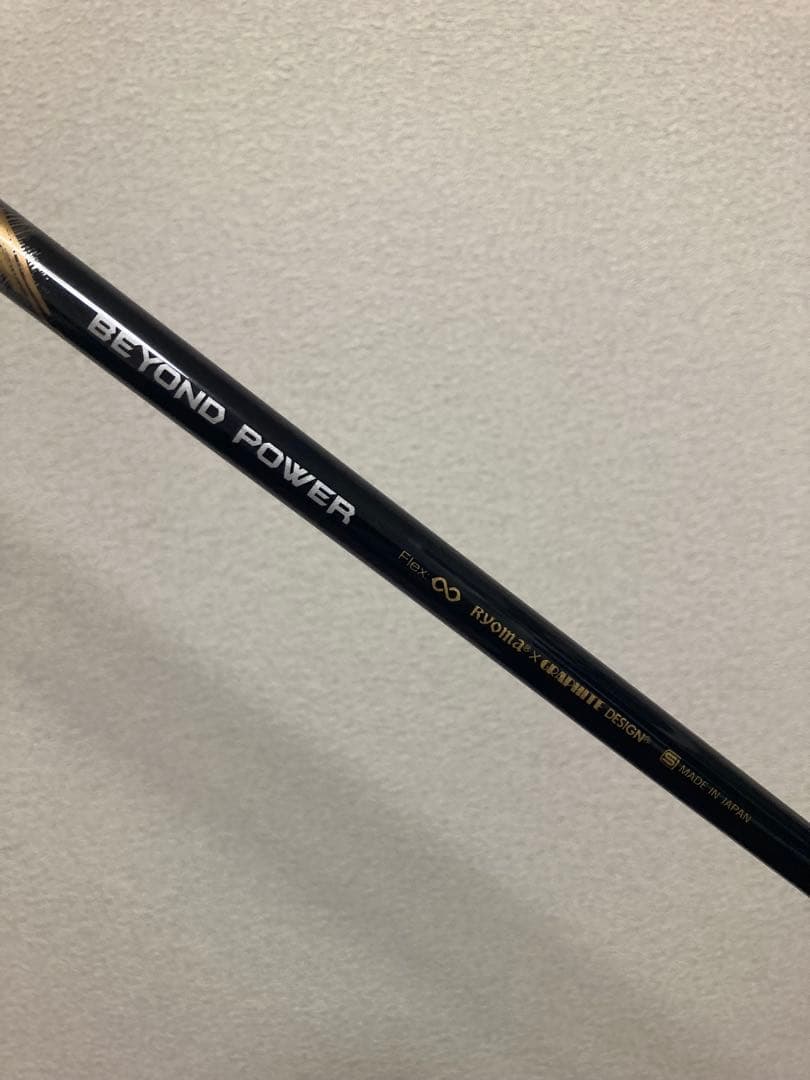 BEYOND POWER Flex: ∞ RYOMA® × GRAPHITE DESIGN® S MADE IN JAPAN